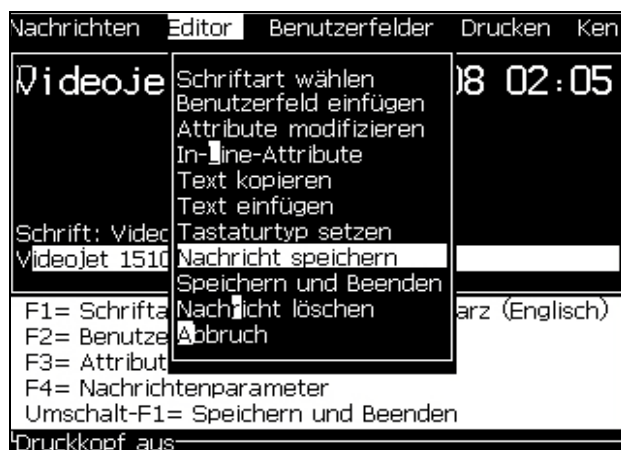 Nachrichten Editor Benutzerfelder Drucken Ken
Videoje 08 02:05
Schriftart wählen
Benutzerfeld einfügen
Attribute modifizieren
In-Line-Attribute
Text kopieren
Text einfügen
Tastaturtyp setzen
Nachricht speichern
Speichern und Beenden
Nachricht löschen
Abbruch
Schrift: Videc
Videojet 1510
F1= Schrifta arz (Englisch)
F2= Benutze
F3= Attribut
F4= Nachrichtenparameter
Umschalt-F1= Speichern und Beenden
Druckkopf aus